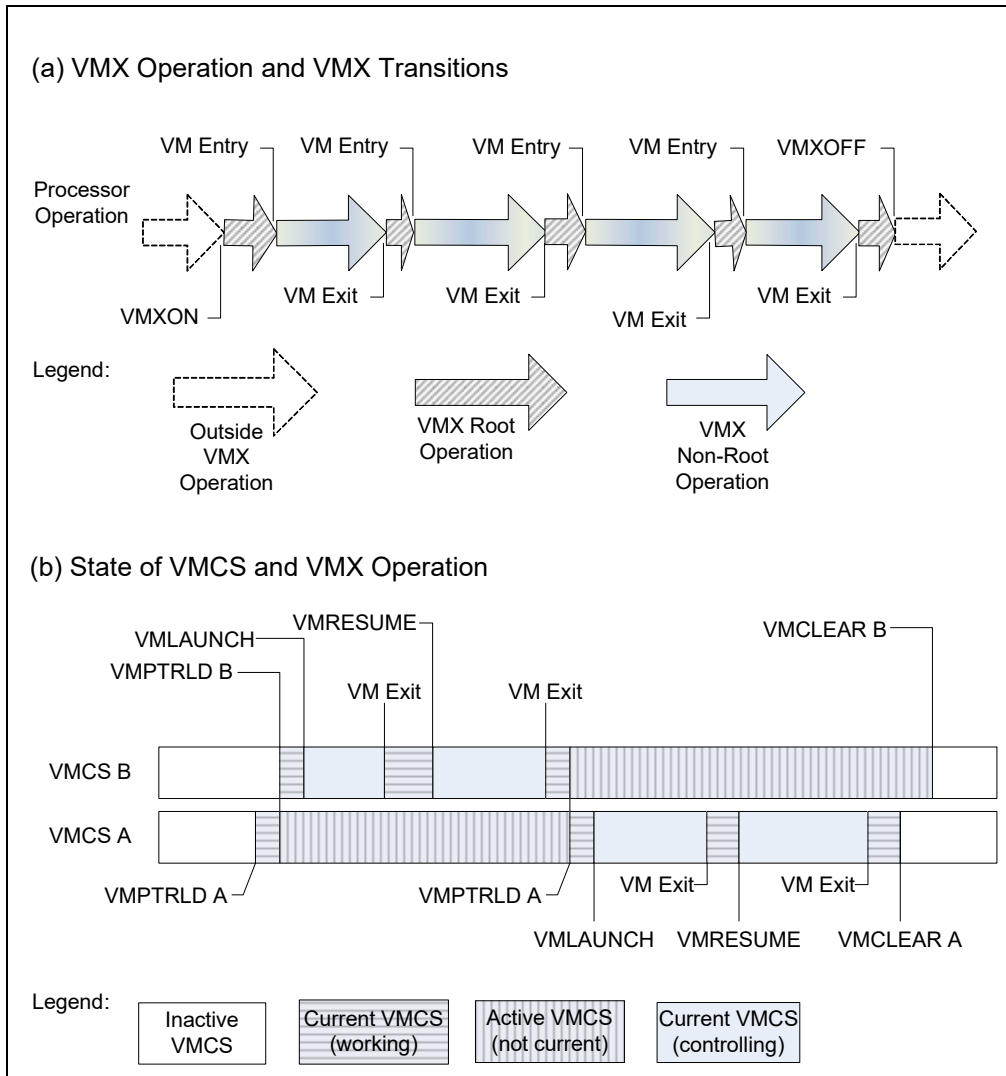 (a) VMX Operation and VMX Transitions
VM Entry
VM Entry
VM Entry
VM Entry
VMXOFF
Processor
Operation
VM Exit
VM Exit
VM Exit
VM Exit
VMXON
Legend:
Outside
VMX
Operation
VMX Root
Operation
VMX
Non-Root
Operation
(b) State of VMCS and VMX Operation
VMRESUME
VMLAUNCH
VMCLEAR B
VMPTRLD B
VM Exit
VM Exit
VMCS B
VMCS A
VMPTRLD A
VMPTRLD A
VM Exit
VM Exit
VMLAUNCH
VMRESUME
VMCLEAR A
Legend:
Inactive
VMCS
Current VMCS
(working)
Active VMCS
(not current)
Current VMCS
(controlling)